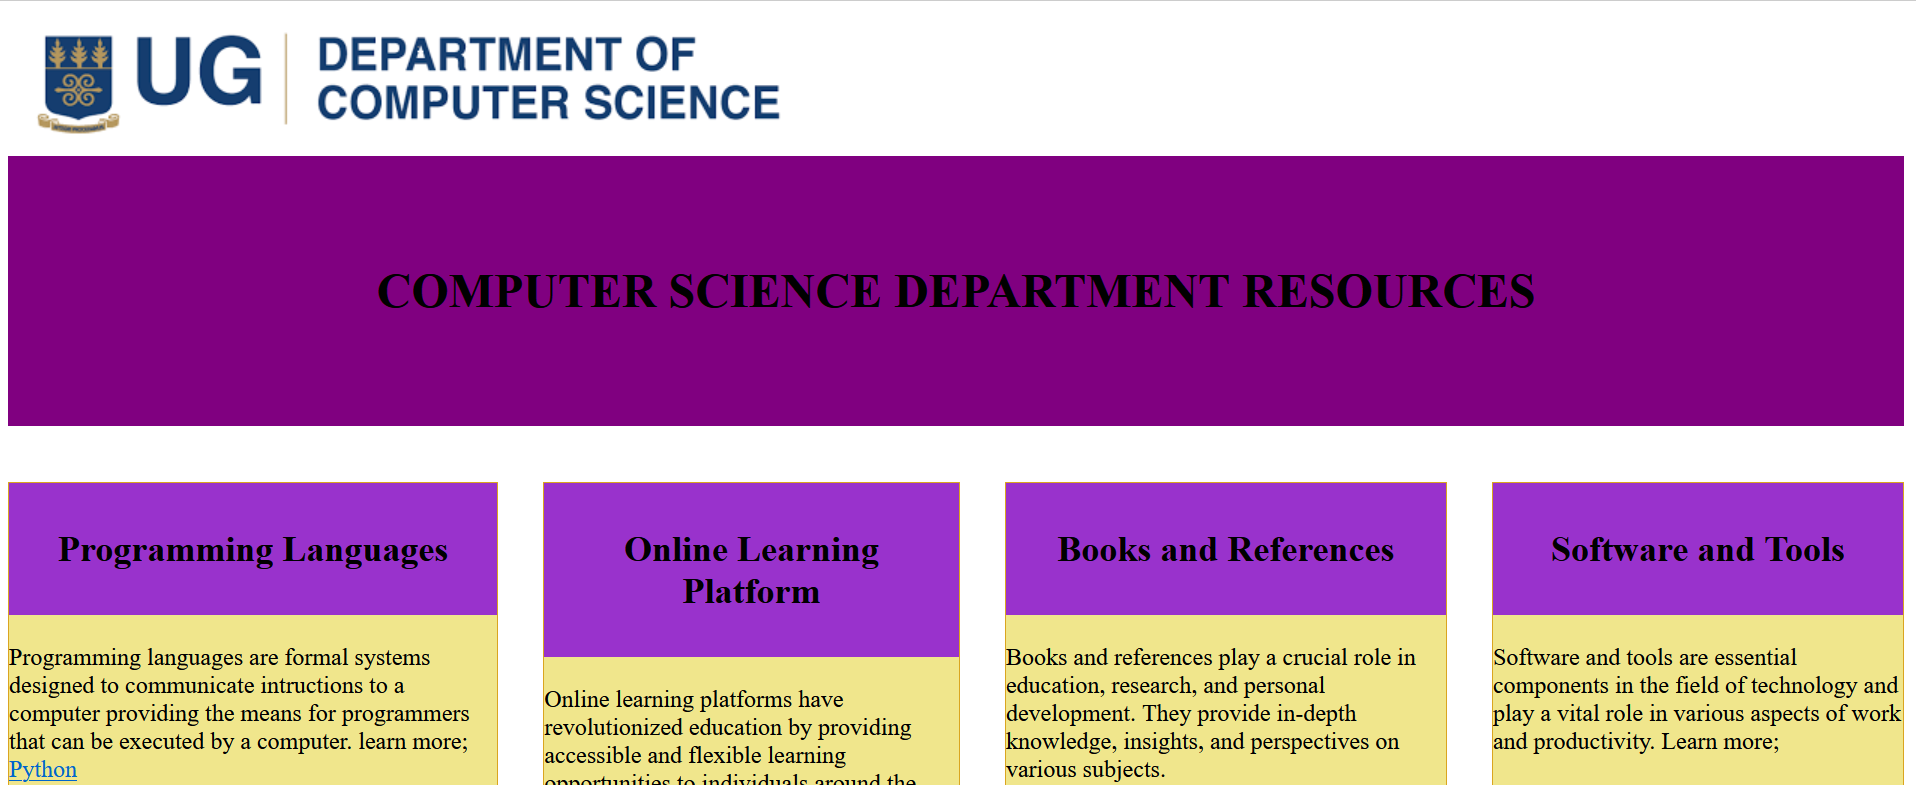 UG
DEPARTMENT OF
COMPUTER SCIENCE
COMPUTER SCIENCE DEPARTMENT RESOURCES
Programming Languages
Programming languages are formal systems
designed to communicate intructions to a
computer providing the means for programmers
that can be executed by a computer. learn more;
Python
Online Learning
Platform
Online learning platforms have
revolutionized education by providing
accessible and flexible learning
opportunities to individuals around the
Books and References
Books and references play a crucial role in
education, research, and personal
development. They provide in-depth
knowledge, insights, and perspectives on
various subjects.
Software and Tools
Software and tools are essential
components in the field of technology and
play a vital role in various aspects of work
and productivity. Learn more;